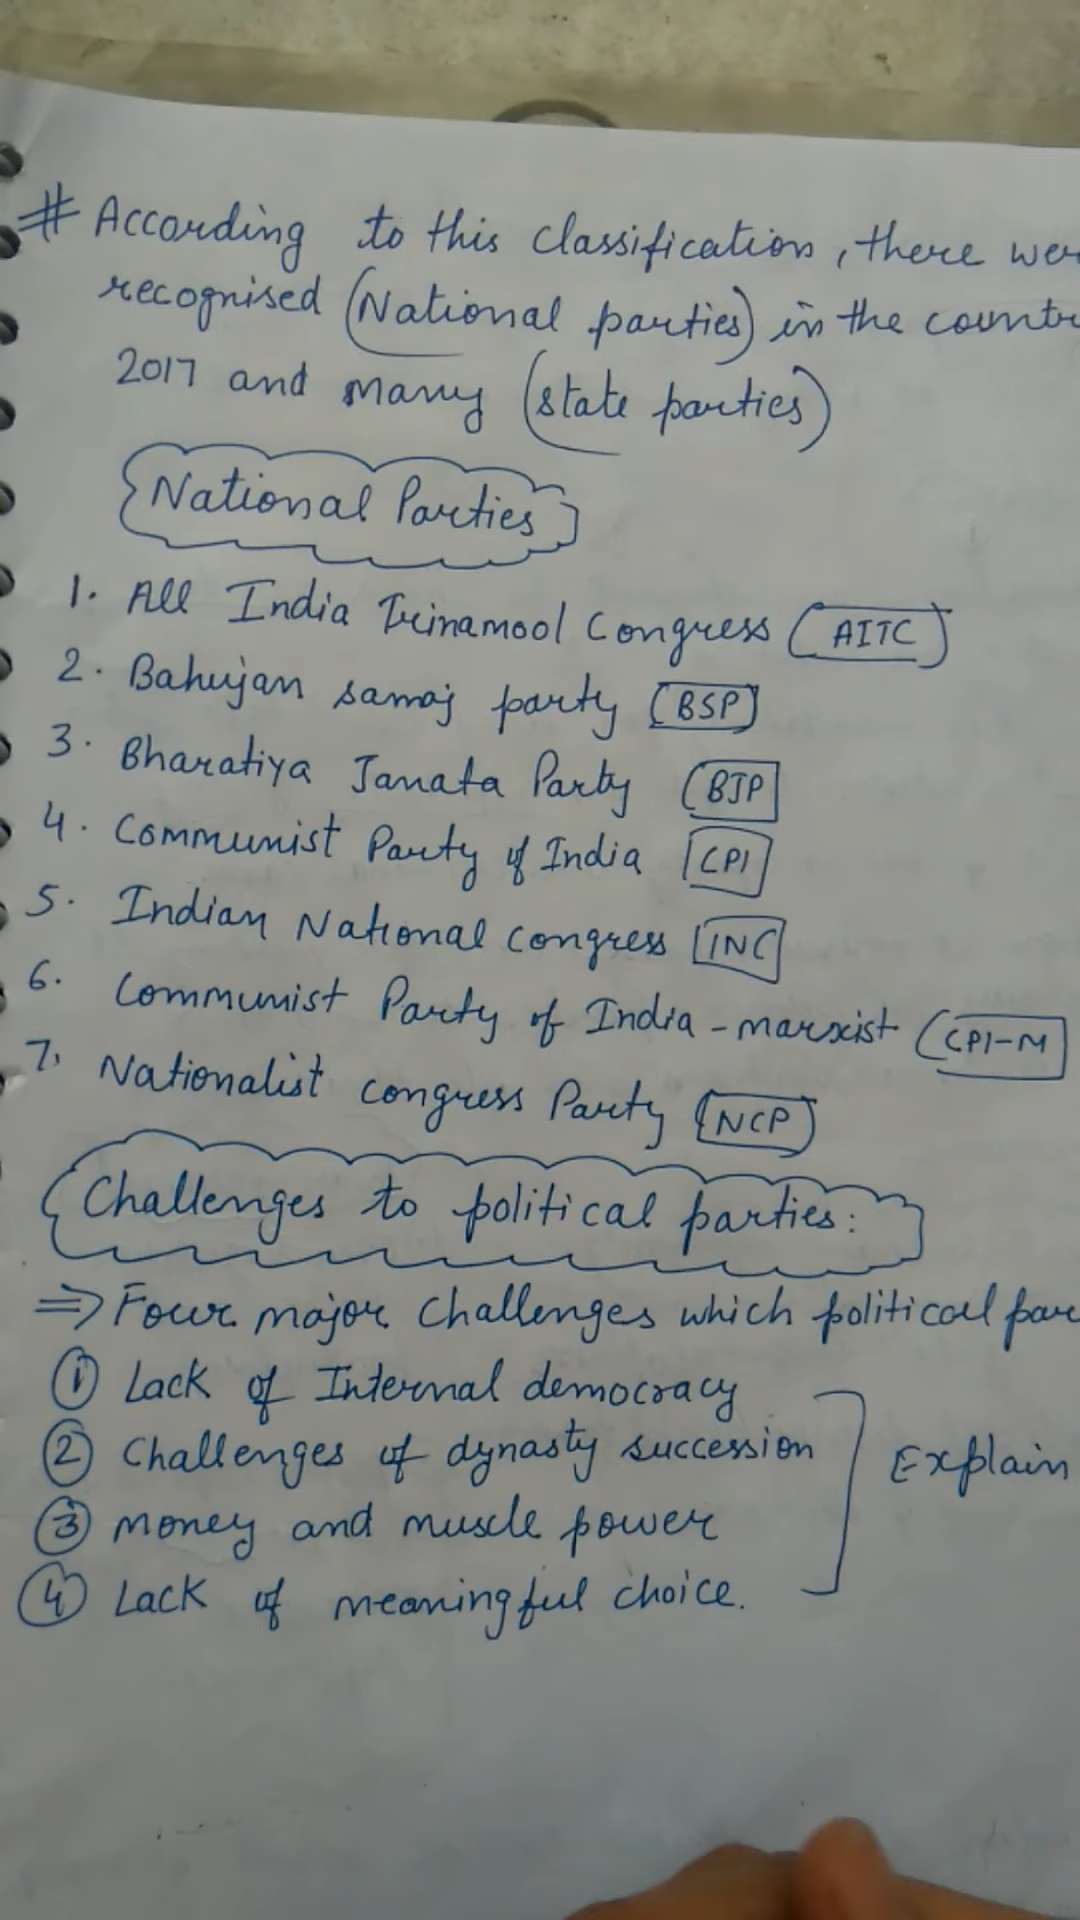 # According to this classification, there wer
recognised (National parties) in the countr
2017 and many (state parties)
National Parties
1. All India Trinamool Congress (AITC)
2. Bahujan samaj party [BSP]
3. Bharatiya Janata Party (BJP]
4. Communist Party of India [CPI]
5. Indian National congress [INC]
6. Communist Party of India - marxist (CPI-M]
7. Nationalist congress Party [NCP]
Challenges to political parties:
⇒ Four major challenges which political par
① Lack of Internal democracy
② Challenges of dynasty succession
Explain
③ money and muscle power
④ Lack of meaningful choice.